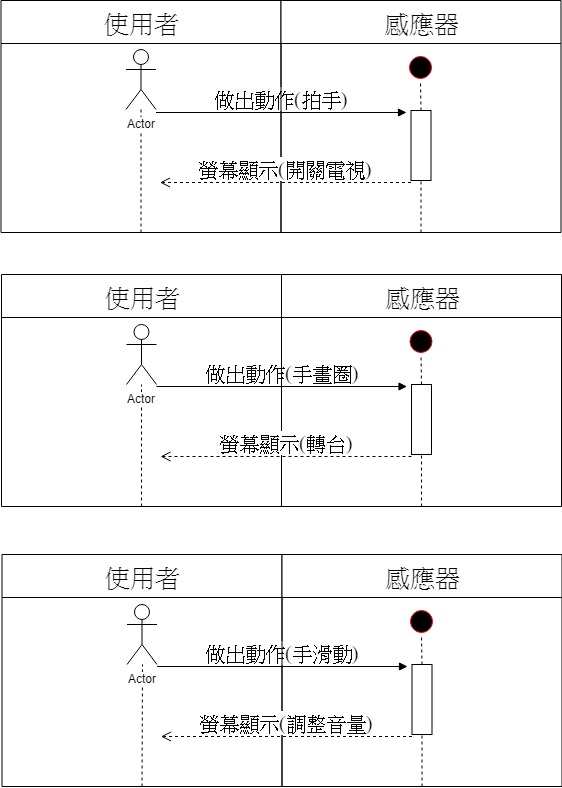 使用者
感應器
做出動作(拍手)
Actor
螢幕顯示(開關電視)
使用者
感應器
做出動作(手畫圈)
Actor
螢幕顯示(轉台)
使用者
感應器
做出動作(手滑動)
Actor
螢幕顯示(調整音量)